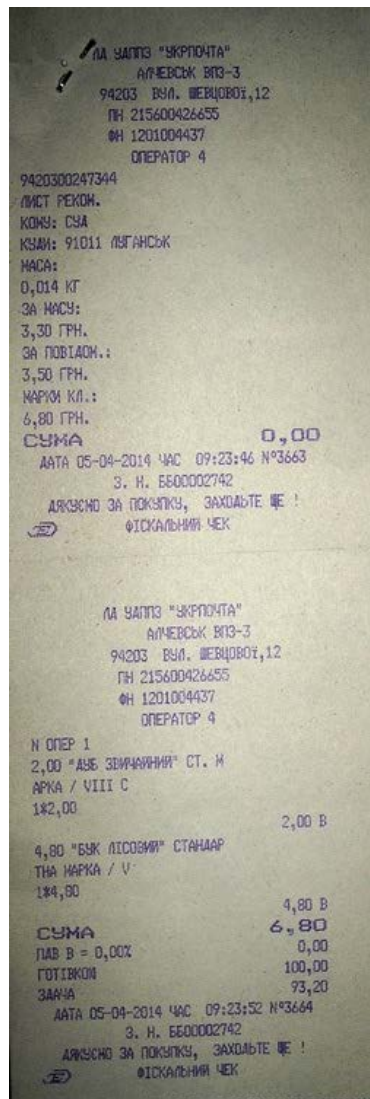 ЛА УДППЗ "УКРПОЧТА"
АЛЧЕВСЬК ВПЗ-3
94203 ВУЛ. ШЕВЦОВОЇ,12
ПН 215600426655
ФН 1201004437
ОПЕРАТОР 4
9420300247344
ЛИСТ РЕКОМ.
КОМУ: СУД
КУДИ: 91011 ЛУГАНСЬК
МАСА:
0,014 КГ
ЗА МАСУ:
3,30 ГРН.
ЗА ПОВІДОМ.:
3,50 ГРН.
МАРКИ КЛ.:
6,80 ГРН.
СУМА 0,00
ДАТА 05-04-2014 ЧАС 09:23:46 №3663
З. Н. ББ00002742
ДЯКУЄМО ЗА ПОКУПКУ, ЗАХОДЬТЕ ЩЕ !
ФІСКАЛЬНИЙ ЧЕК
ЛА УДППЗ "УКРПОЧТА"
АЛЧЕВСЬК ВПЗ-3
94203 ВУЛ. ШЕВЦОВОЇ,12
ПН 215600426655
ФН 1201004437
ОПЕРАТОР 4
N ОПЕР 1
2,00 "ДУБ ЗВИЧАЙНИЙ" СТ. М
АРКА / VIII С
1*2,00
2,00 В
4,80 "БУК ЛІСОВИЙ" СТАНДАР
ТНА МАРКА / V
1*4,80
4,80 В
СУМА 6,80
ПДВ В = 0,00% 0,00
ГОТІВКОЮ 100,00
ЗДАЧА 93,20
ДАТА 05-04-2014 ЧАС 09:23:52 №3664
З. Н. ББ00002742
ДЯКУЄМО ЗА ПОКУПКУ, ЗАХОДЬТЕ ЩЕ !
ФІСКАЛЬНИЙ ЧЕК